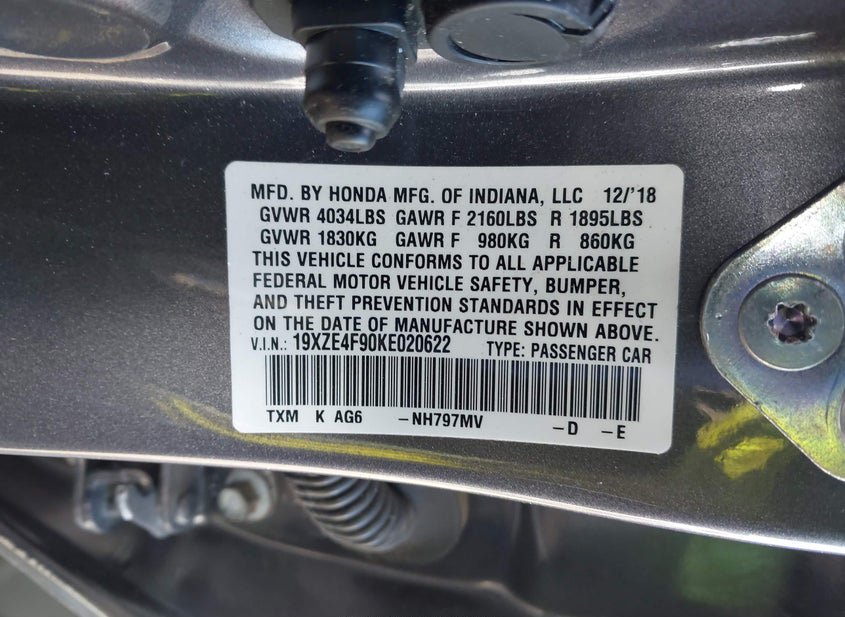 MFD. BY HONDA MFG. OF INDIANA, LLC 12/'18
GVWR 4034LBS GAWR F 2160LBS R 1895LBS
GVWR 1830KG GAWR F 980KG R 860KG
THIS VEHICLE CONFORMS TO ALL APPLICABLE
FEDERAL MOTOR VEHICLE SAFETY, BUMPER,
AND THEFT PREVENTION STANDARDS IN EFFECT
ON THE DATE OF MANUFACTURE SHOWN ABOVE.
V.I.N.: 19XZE4F90KE020622 TYPE: PASSENGER CAR
TXM K AG6 –NH797MV –D –E